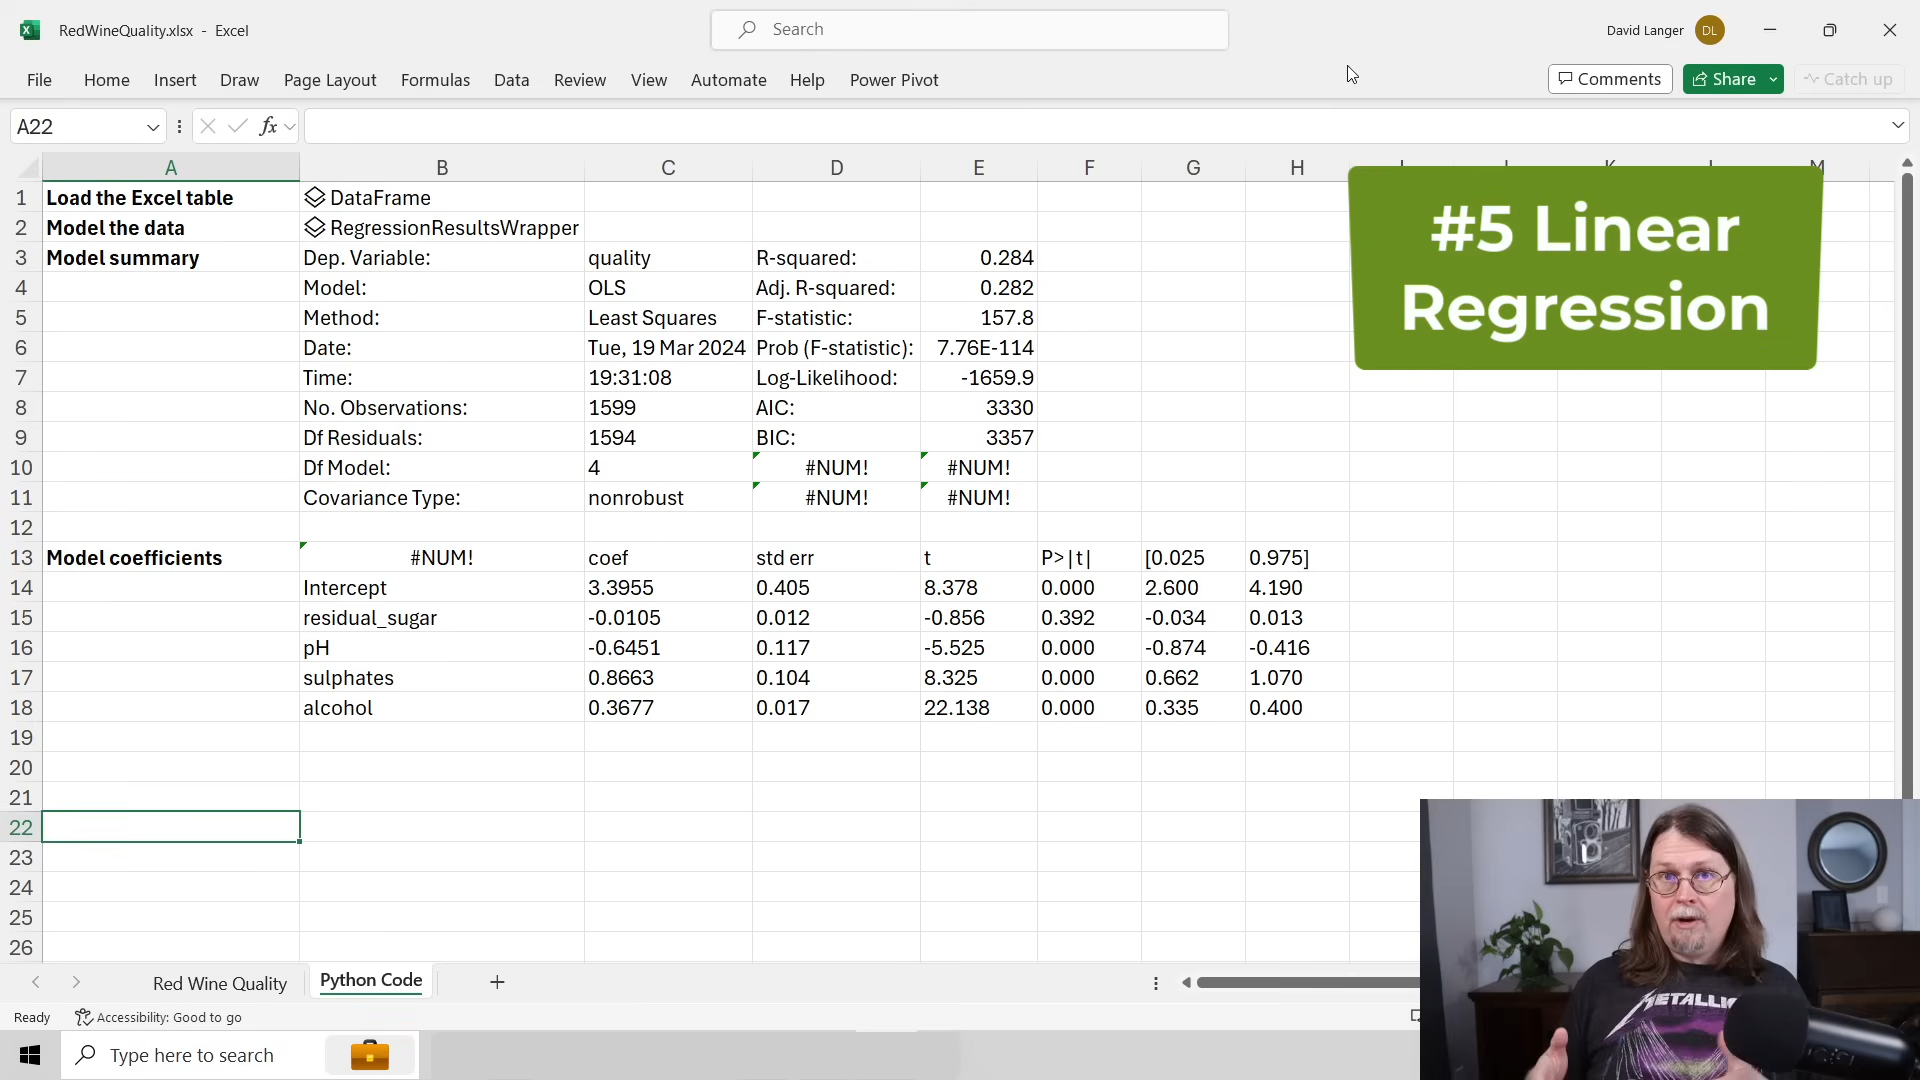 RedWineQuality.xlsx - Excel
Search
David Langer DL
File Home Insert Draw Page Layout Formulas Data Review View Automate Help Power Pivot
Comments Share Catch up
A22 fx
A B C D E F G H
1 Load the Excel table DataFrame
2 Model the data RegressionResultsWrapper
3 Model summary Dep. Variable: quality R-squared: 0.284
4 Model: OLS Adj. R-squared: 0.282
5 Method: Least Squares F-statistic: 157.8
6 Date: Tue, 19 Mar 2024 Prob (F-statistic): 7.76E-114
7 Time: 19:31:08 Log-Likelihood: -1659.9
8 No. Observations: 1599 AIC: 3330
9 Df Residuals: 1594 BIC: 3357
10 Df Model: 4 #NUM! #NUM!
11 Covariance Type: nonrobust #NUM! #NUM!
12
13 Model coefficients #NUM! coef std err t P>|t| [0.025 0.975]
14 Intercept 3.3955 0.405 8.378 0.000 2.600 4.190
15 residual_sugar -0.0105 0.012 -0.856 0.392 -0.034 0.013
16 pH -0.6451 0.117 -5.525 0.000 -0.874 -0.416
17 sulphates 0.8663 0.104 8.325 0.000 0.662 1.070
18 alcohol 0.3677 0.017 22.138 0.000 0.335 0.400
19
20
21
22
23
24
25
26
#5 Linear
Regression
Red Wine Quality Python Code
Ready Accessibility: Good to go
Type here to search